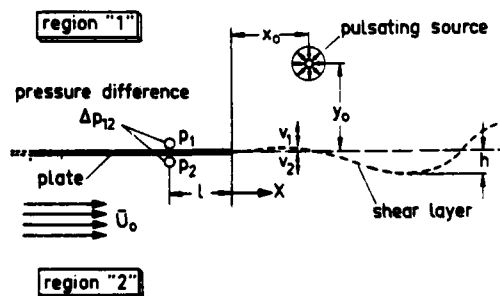 region "1"
x₀
pulsating source
pressure difference
Δp₁₂
p₁
p₂
v₁
v₂
y₀
h
plate
l
X
shear layer
Ū₀
region "2"